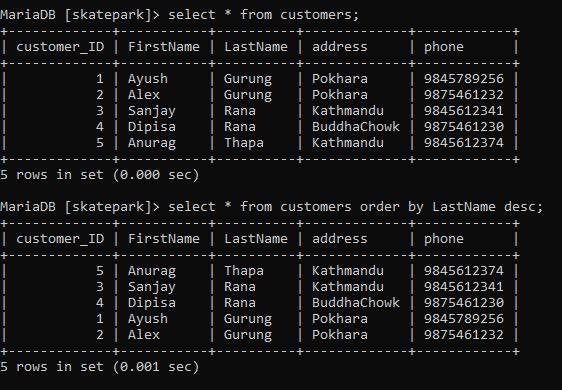 MariaDB [skatepark]> select * from customers;
+-------------+-----------+----------+-------------+------------+
| customer_ID | FirstName | LastName | address     | phone      |
+-------------+-----------+----------+-------------+------------+
|           1 | Ayush     | Gurung   | Pokhara     | 9845789256 |
|           2 | Alex      | Gurung   | Pokhara     | 9875461232 |
|           3 | Sanjay    | Rana     | Kathmandu   | 9845612341 |
|           4 | Dipisa    | Rana     | BuddhaChowk | 9875461230 |
|           5 | Anurag    | Thapa    | Kathmandu   | 9845612374 |
+-------------+-----------+----------+-------------+------------+
5 rows in set (0.000 sec)
MariaDB [skatepark]> select * from customers order by LastName desc;
+-------------+-----------+----------+-------------+------------+
| customer_ID | FirstName | LastName | address     | phone      |
+-------------+-----------+----------+-------------+------------+
|           5 | Anurag    | Thapa    | Kathmandu   | 9845612374 |
|           3 | Sanjay    | Rana     | Kathmandu   | 9845612341 |
|           4 | Dipisa    | Rana     | BuddhaChowk | 9875461230 |
|           1 | Ayush     | Gurung   | Pokhara     | 9845789256 |
|           2 | Alex      | Gurung   | Pokhara     | 9875461232 |
+-------------+-----------+----------+-------------+------------+
5 rows in set (0.001 sec)